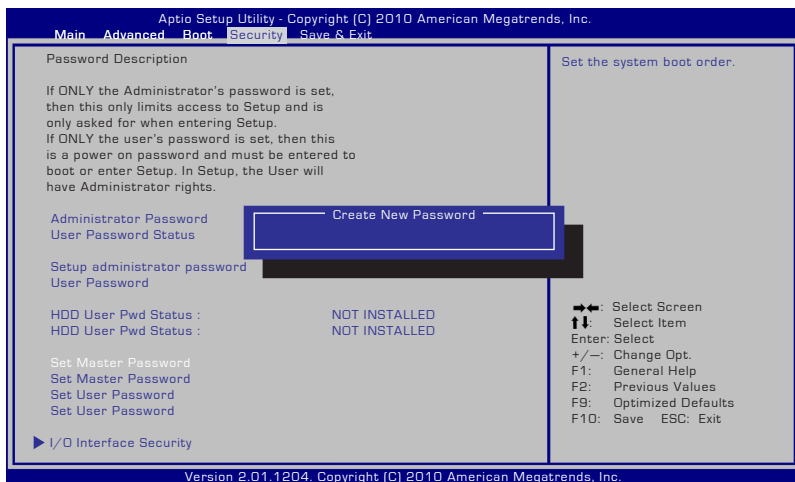 Aptio Setup Utility - Copyright (C) 2010 American Megatrends, Inc.
Main Advanced Boot Security Save & Exit
Password Description
If ONLY the Administrator's password is set,
then this only limits access to Setup and is
only asked for when entering Setup.
If ONLY the user's password is set, then this
is a power on password and must be entered to
boot or enter Setup. In Setup, the User will
have Administrator rights.
Administrator Password
User Password Status
Create New Password
Setup administrator password
User Password
HDD User Pwd Status : NOT INSTALLED
HDD User Pwd Status : NOT INSTALLED
Set Master Password
Set Master Password
Set User Password
Set User Password
I/O Interface Security
Set the system boot order.
→←: Select Screen
↑↓: Select Item
Enter: Select
+/—: Change Opt.
F1: General Help
F2: Previous Values
F9: Optimized Defaults
F10: Save ESC: Exit
Version 2.01.1204. Copyright (C) 2010 American Megatrends, Inc.